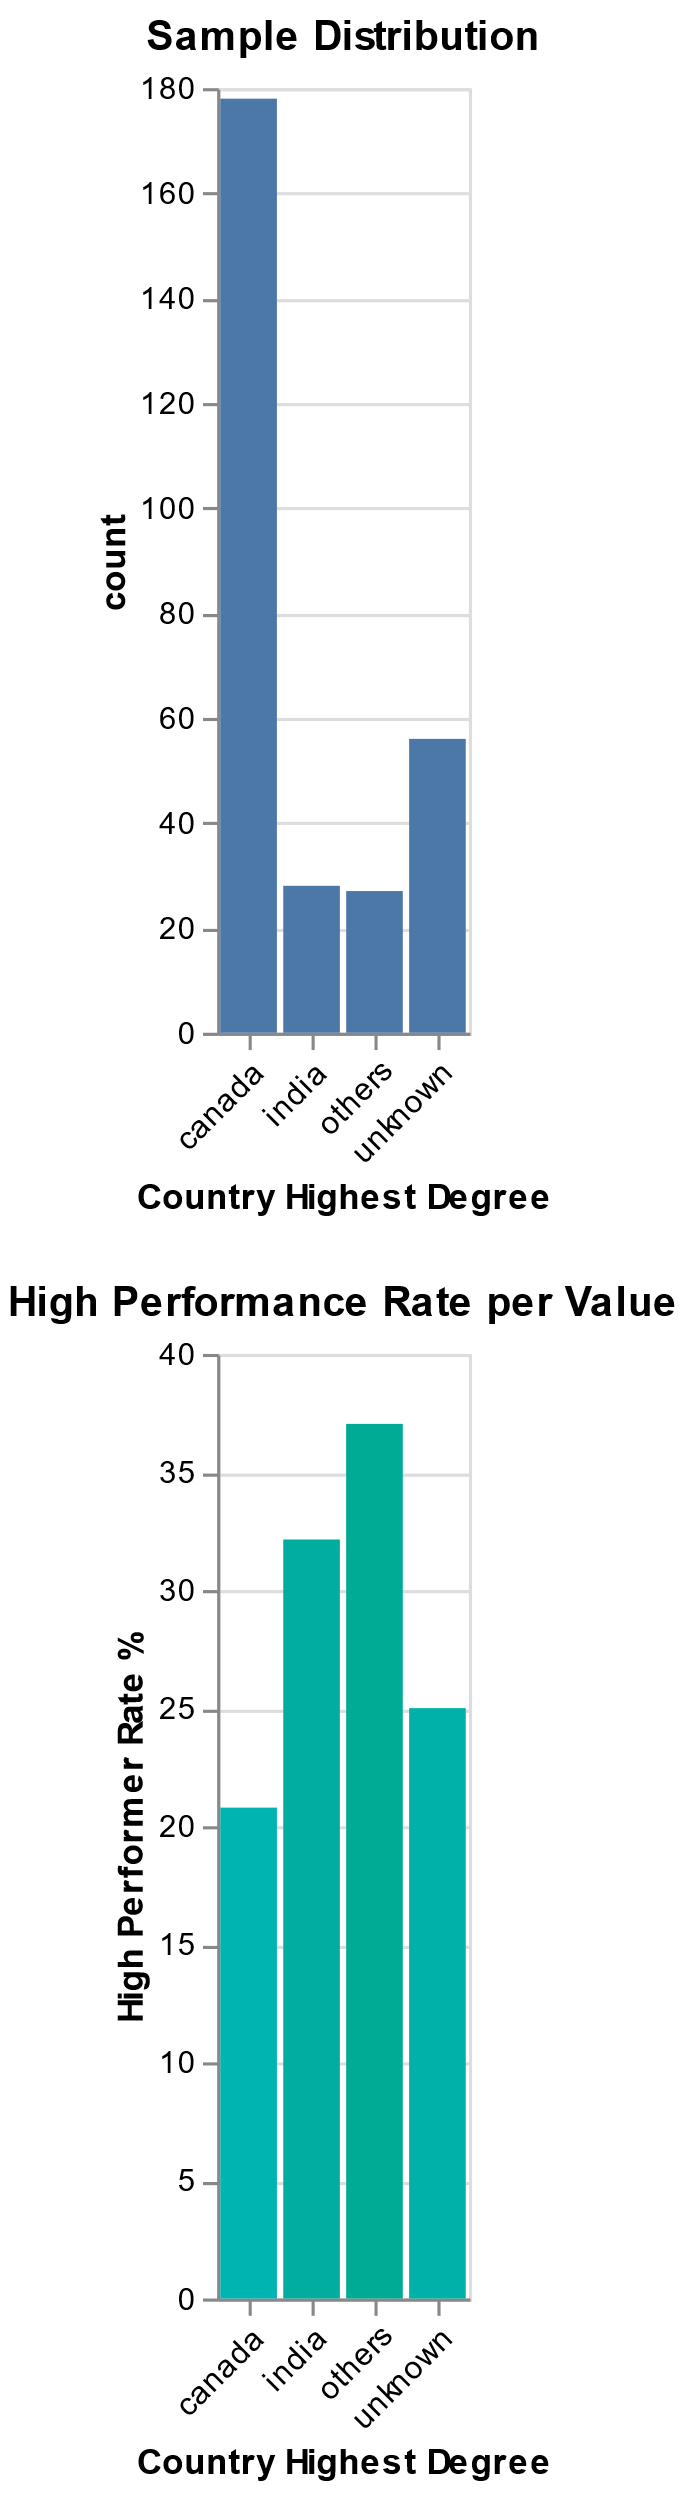 Sample Distribution
180
160
140
120
100
80
60
40
20
0
count
canada
india
others
unknown
Country Highest Degree
High Performance Rate per Value
40
35
30
25
20
15
10
5
0
High Performer Rate %
canada
india
others
unknown
Country Highest Degree